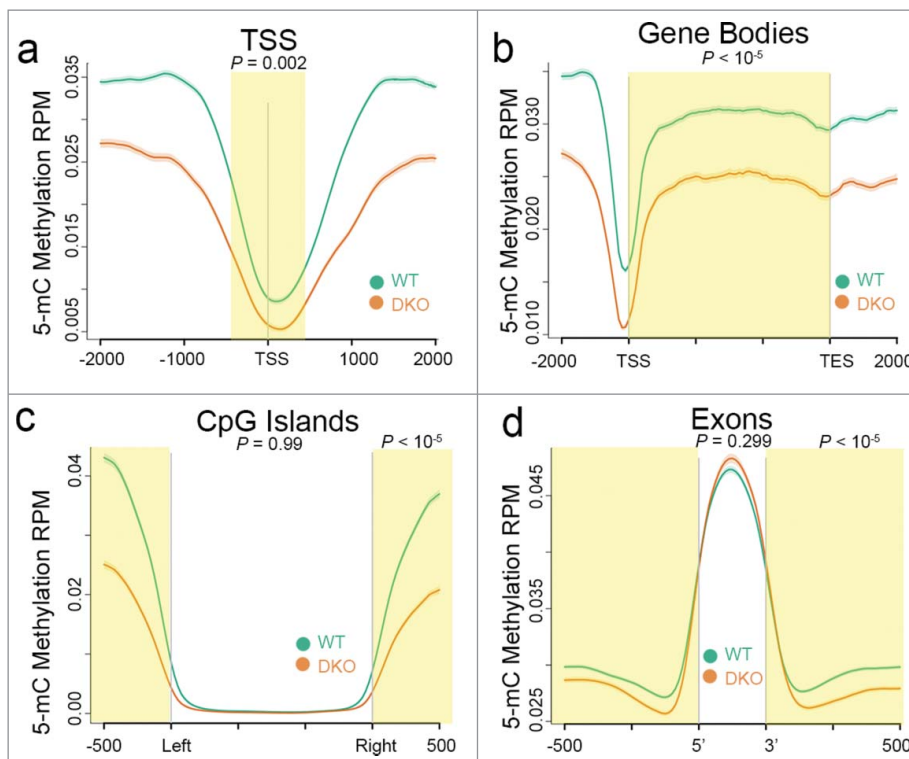 a
TSS
P = 0.002
5-mC Methylation RPM
0.035
0.025
0.015
0.005
WT
DKO
-2000
-1000
TSS
1000
2000
b
Gene Bodies
P < 10⁻⁵
5-mC Methylation RPM
0.030
0.020
0.010
WT
DKO
-2000
TSS
TES
2000
c
CpG Islands
P = 0.99
P < 10⁻⁵
5-mC Methylation RPM
0.04
0.02
0.00
WT
DKO
-500
Left
Right
500
d
Exons
P = 0.299
P < 10⁻⁵
5-mC Methylation RPM
0.045
0.035
0.025
WT
DKO
-500
5'
3'
500